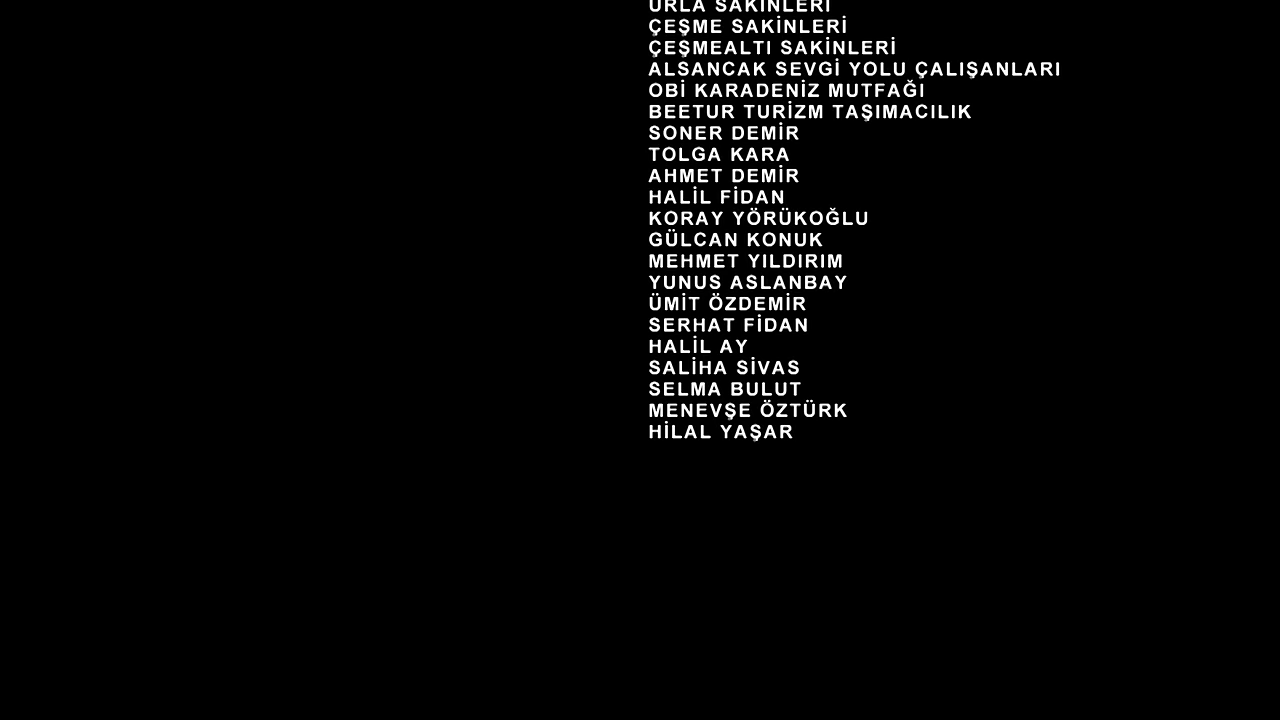 URLA SAKİNLERİ
ÇEŞME SAKİNLERİ
ÇEŞMEALTI SAKİNLERİ
ALSANCAK SEVGİ YOLU ÇALIŞANLARI
OBİ KARADENİZ MUTFAĞI
BEETUR TURİZM TAŞIMACILIK
SONER DEMİR
TOLGA KARA
AHMET DEMİR
HALİL FİDAN
KORAY YÖRÜKOĞLU
GÜLCAN KONUK
MEHMET YILDIRIM
YUNUS ASLANBAY
ÜMİT ÖZDEMİR
SERHAT FİDAN
HALİL AY
SALİHA SİVAS
SELMA BULUT
MENEVŞE ÖZTÜRK
HİLAL YAŞAR